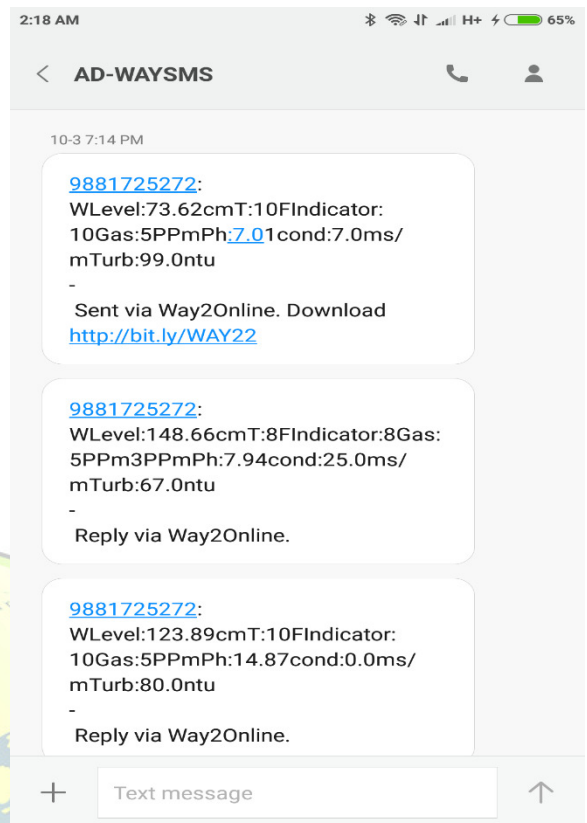 2:18 AM H+ 65%
AD-WAYSMS
10-3 7:14 PM
9881725272:
WLevel:73.62cmT:10FIndicator:
10Gas:5PPmPh:7.01cond:7.0ms/
mTurb:99.0ntu
-
Sent via Way2Online. Download
http://bit.ly/WAY22
9881725272:
WLevel:148.66cmT:8FIndicator:8Gas:
5PPm3PPmPh:7.94cond:25.0ms/
mTurb:67.0ntu
-
Reply via Way2Online.
9881725272:
WLevel:123.89cmT:10FIndicator:
10Gas:5PPmPh:14.87cond:0.0ms/
mTurb:80.0ntu
-
Reply via Way2Online.
Text message